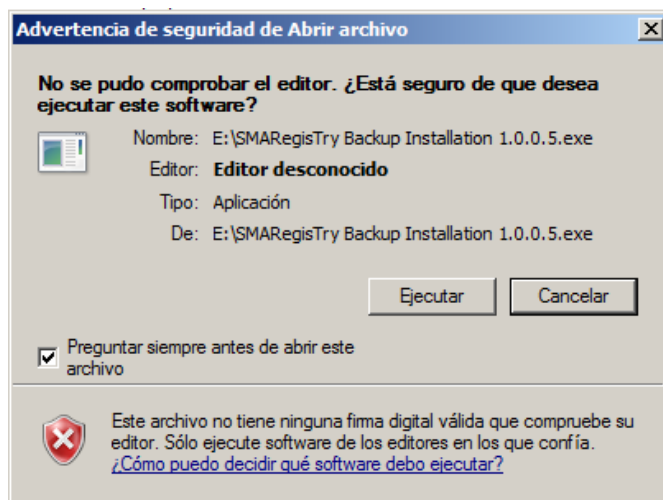 Advertencia de seguridad de Abrir archivo
No se pudo comprobar el editor. ¿Está seguro de que desea
ejecutar este software?
Nombre: E:\SMARegisTry Backup Installation 1.0.0.5.exe
Editor: Editor desconocido
Tipo: Aplicación
De: E:\SMARegisTry Backup Installation 1.0.0.5.exe
Ejecutar Cancelar
Preguntar siempre antes de abrir este
archivo
Este archivo no tiene ninguna firma digital válida que compruebe su
editor. Sólo ejecute software de los editores en los que confía.
¿Cómo puedo decidir qué software debo ejecutar?